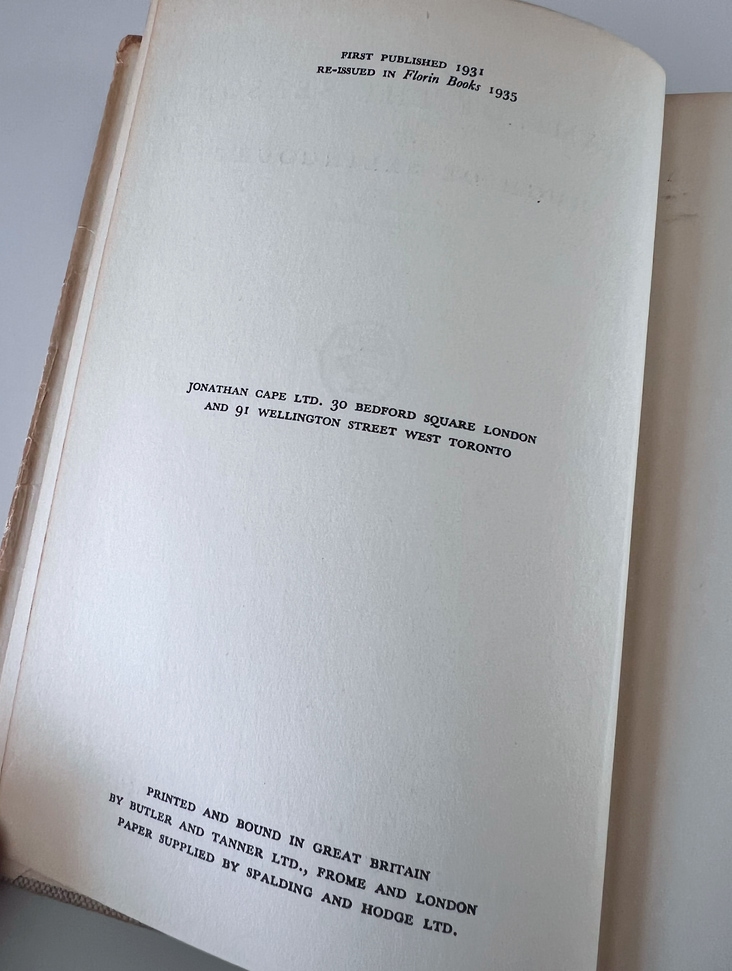 FIRST PUBLISHED 1931
RE-ISSUED IN Florin Books 1935
JONATHAN CAPE LTD. 30 BEDFORD SQUARE LONDON
AND 91 WELLINGTON STREET WEST TORONTO
PRINTED AND BOUND IN GREAT BRITAIN
BY BUTLER AND TANNER LTD., FROME AND LONDON
PAPER SUPPLIED BY SPALDING AND HODGE LTD.